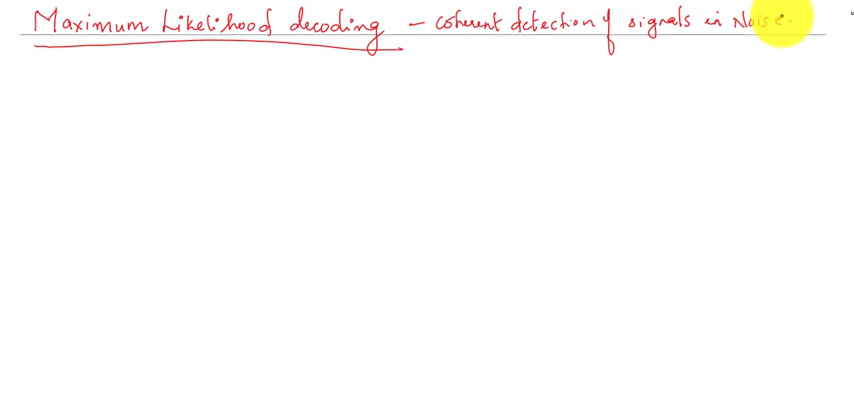 Maximum Likelihood decoding - coherent detection of signals in Noise.